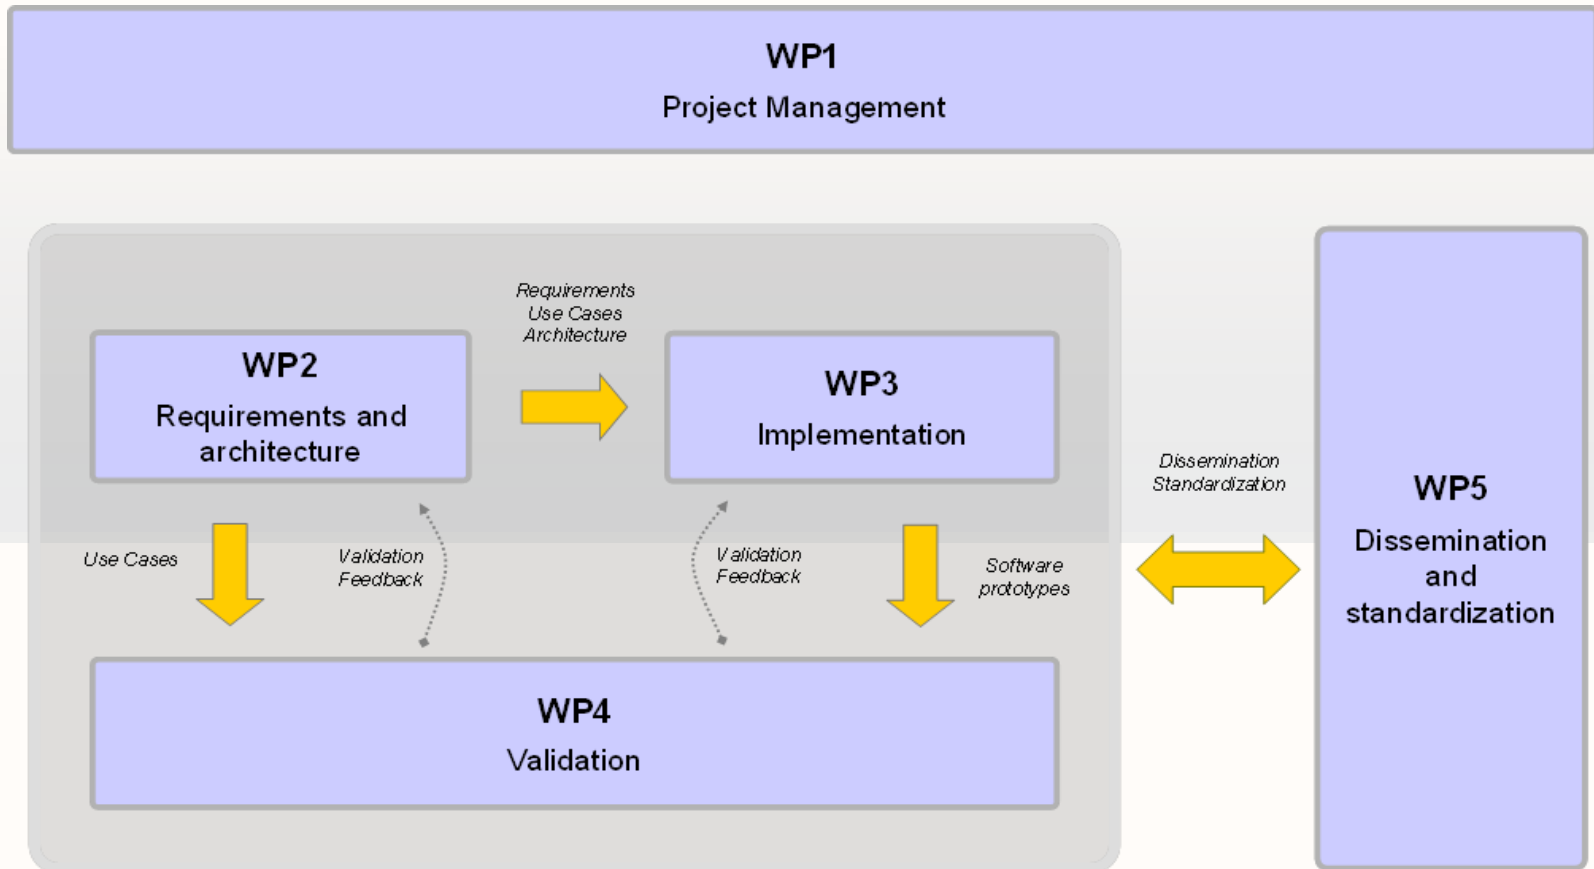 WP1
Project Management
Requirements
Use Cases
Architecture
WP2
Requirements and
architecture
WP3
Implementation
Dissemination
Standardization
WP5
Dissemination
and
standardization
Use Cases
Validation
Feedback
Validation
Feedback
Software
prototypes
WP4
Validation